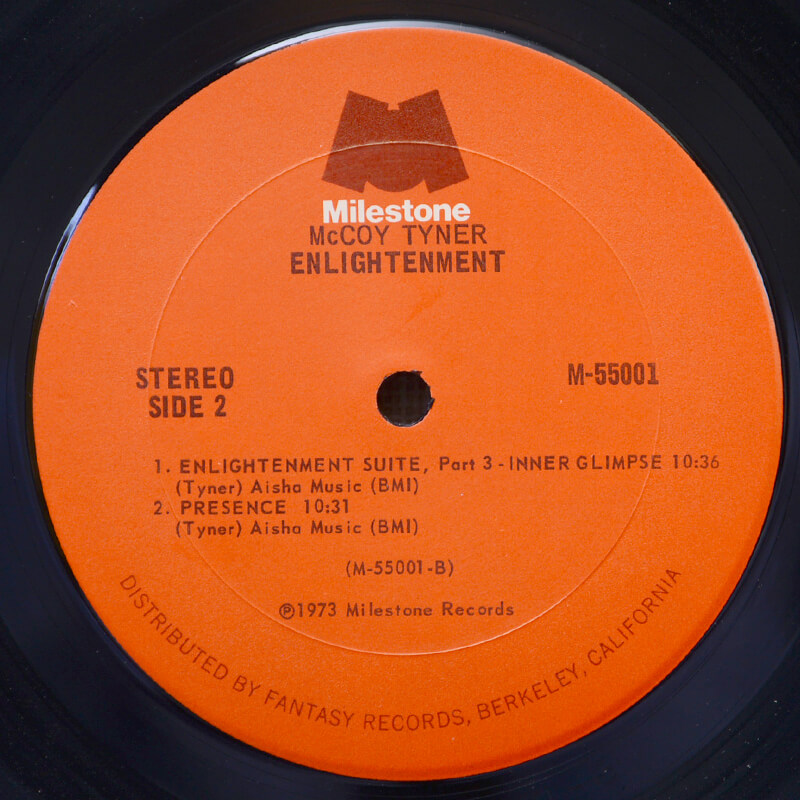 Milestone
McCOY TYNER
ENLIGHTENMENT
STEREO
SIDE 2
M-55001
1. ENLIGHTENMENT SUITE, Part 3 - INNER GLIMPSE 10:36
(Tyner) Aisha Music (BMI)
2. PRESENCE 10:31
(Tyner) Aisha Music (BMI)
(M-55001-B)
℗1973 Milestone Records
DISTRIBUTED BY FANTASY RECORDS, BERKELEY, CALIFORNIA